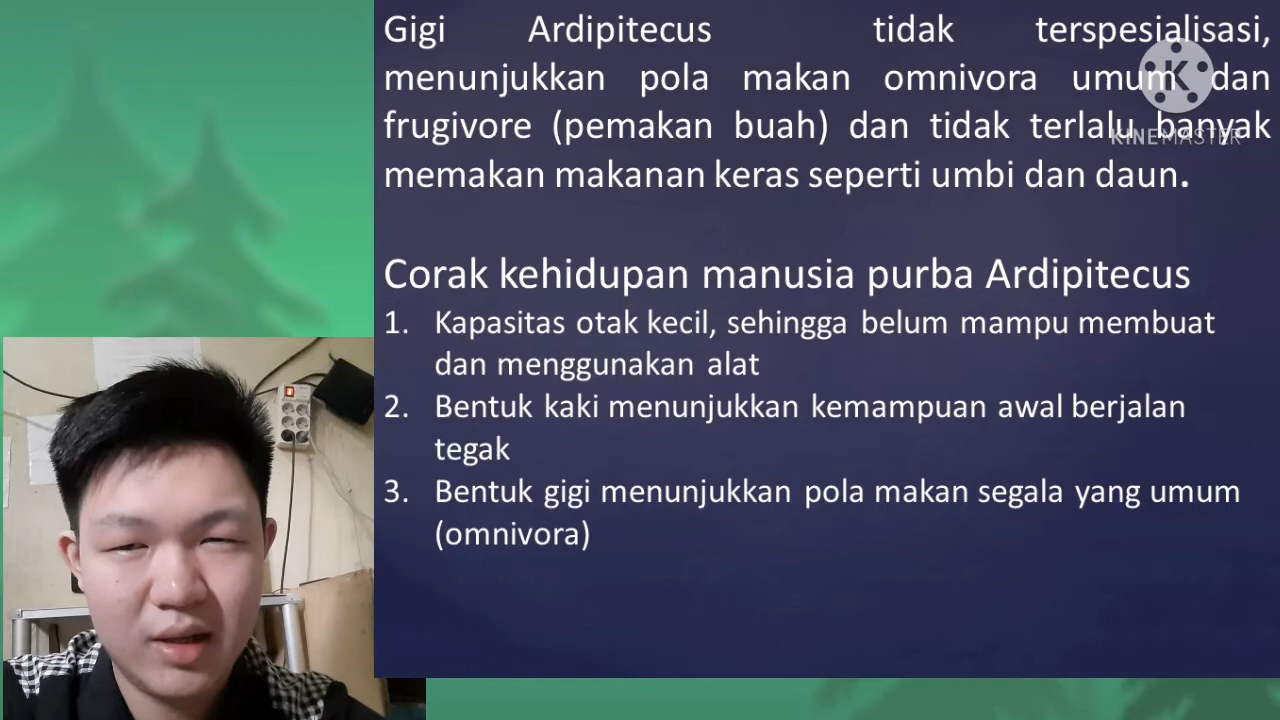 Gigi Ardipitecus tidak terspesialisasi,
menunjukkan pola makan omnivora umum dan
frugivore (pemakan buah) dan tidak terlalu banyak
memakan makanan keras seperti umbi dan daun.
Corak kehidupan manusia purba Ardipitecus
1. Kapasitas otak kecil, sehingga belum mampu membuat
dan menggunakan alat
2. Bentuk kaki menunjukkan kemampuan awal berjalan
tegak
3. Bentuk gigi menunjukkan pola makan segala yang umum
(omnivora)
K
KINEMASTER